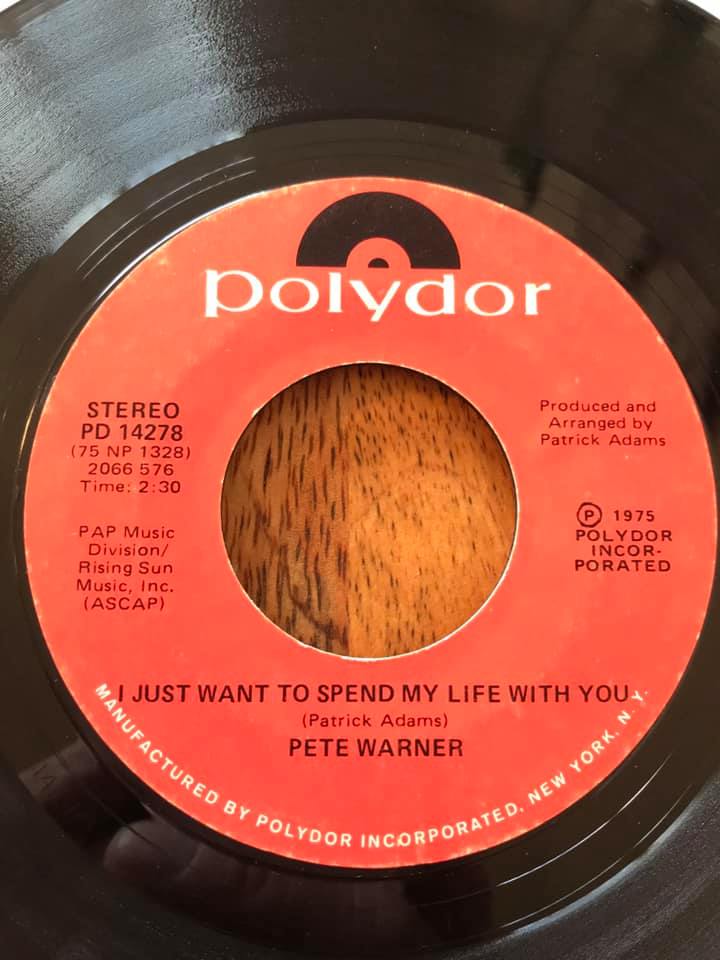 polydor
STEREO
PD 14278
(75 NP 1328)
2066 576
Time: 2:30
PAP Music
Division/
Rising Sun
Music, Inc.
(ASCAP)
Produced and
Arranged by
Patrick Adams
Ⓟ 1975
POLYDOR
INCOR-
PORATED
I JUST WANT TO SPEND MY LIFE WITH YOU
(Patrick Adams)
PETE WARNER
MANUFACTURED BY POLYDOR INCORPORATED, NEW YORK, N.Y.